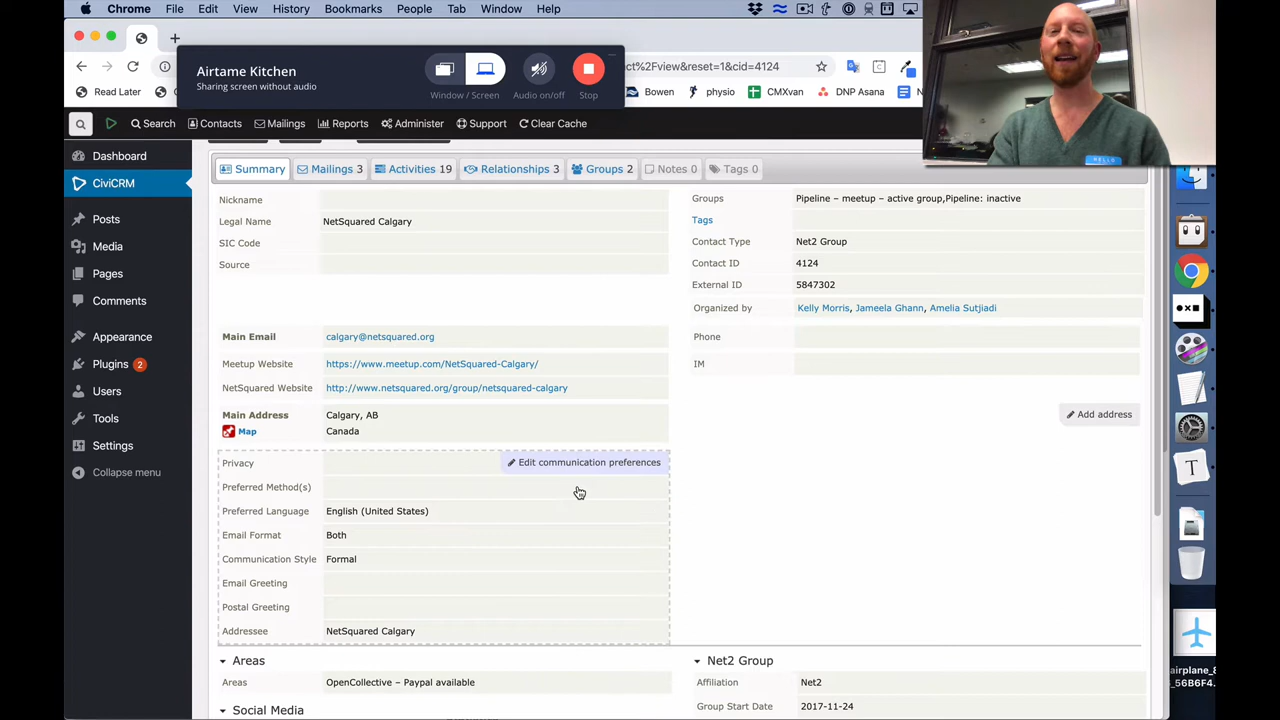 Chrome File Edit View History Bookmarks People Tab Window Help
Airtame Kitchen
Sharing screen without audio
Window / Screen Audio on/off Stop
ct%2Fview&reset=1&cid=4124
Read Later Bowen physio CMXvan DNP Asana
Search Contacts Mailings Reports Administer Support Clear Cache
HELLO
Dashboard
CiviCRM
Posts
Media
Pages
Comments
Appearance
Plugins 2
Users
Tools
Settings
Collapse menu
Summary Mailings 3 Activities 19 Relationships 3 Groups 2 Notes 0 Tags 0
Nickname
Legal Name NetSquared Calgary
SIC Code
Source
Groups Pipeline – meetup – active group,Pipeline: inactive
Tags
Contact Type Net2 Group
Contact ID 4124
External ID 5847302
Organized by Kelly Morris, Jameela Ghann, Amelia Sutjiadi
Main Email calgary@netsquared.org
Phone
Meetup Website https://www.meetup.com/NetSquared-Calgary/
IM
NetSquared Website http://www.netsquared.org/group/netsquared-calgary
Main Address Calgary, AB
Map Canada
Add address
Privacy Edit communication preferences
Preferred Method(s)
Preferred Language English (United States)
Email Format Both
Communication Style Formal
Email Greeting
Postal Greeting
Addressee NetSquared Calgary
Areas
Areas OpenCollective – Paypal available
Social Media
Net2 Group
Affiliation Net2
Group Start Date 2017-11-24
airplane_8
_56B6F4.